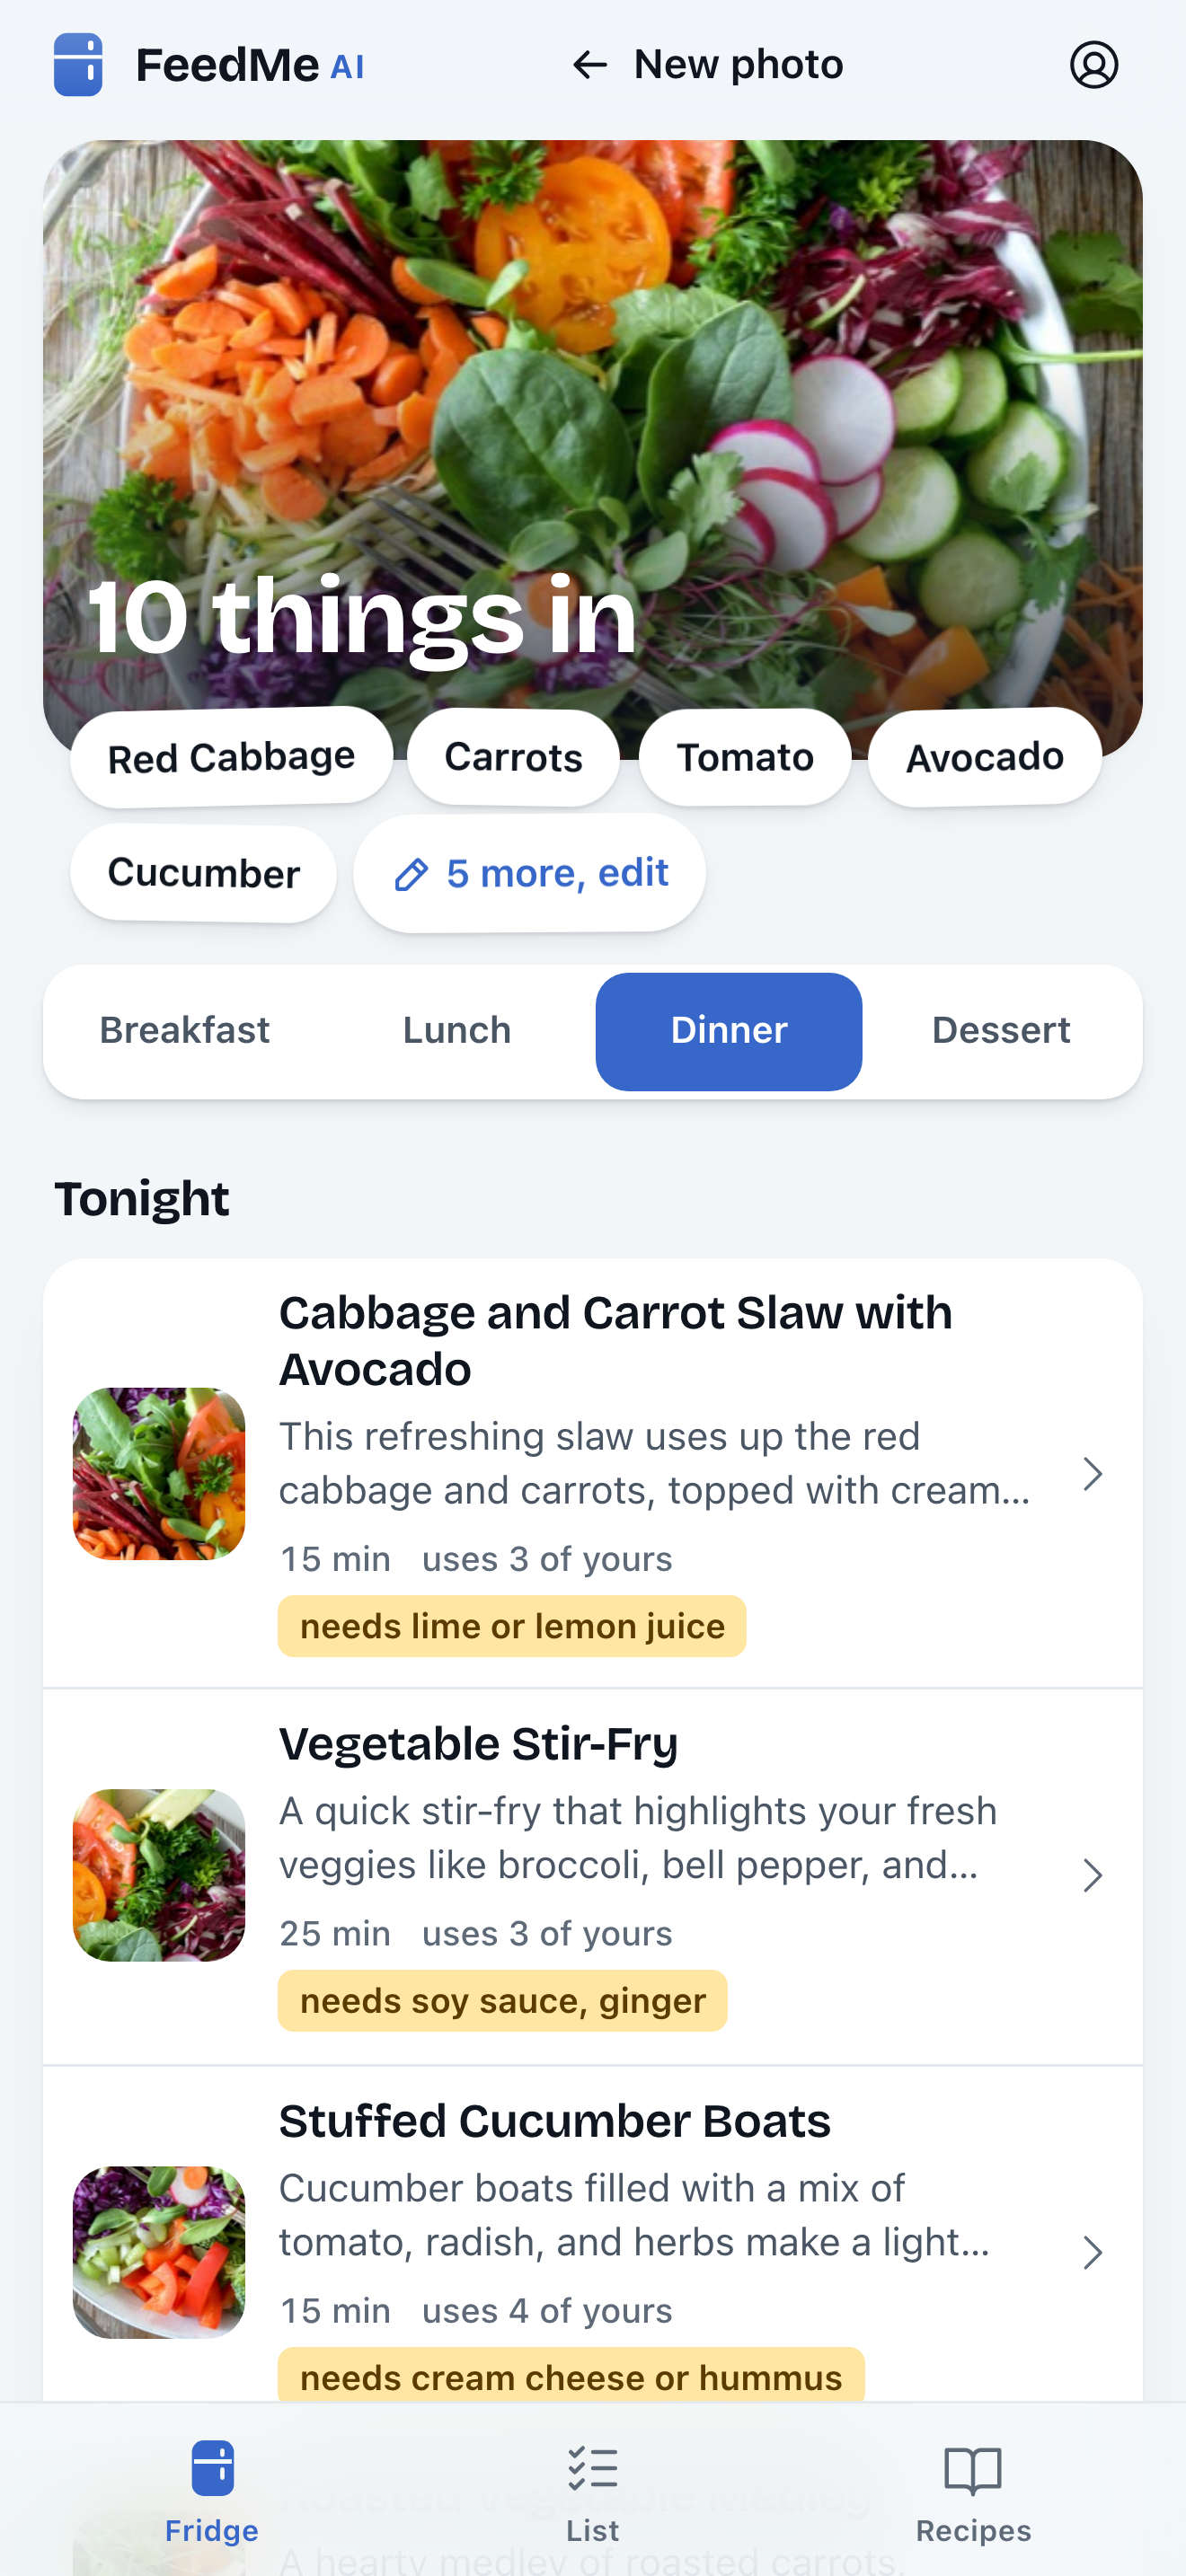 FeedMe AI
← New photo
10 things in
Red Cabbage
Carrots
Tomato
Avocado
Cucumber
5 more, edit
Breakfast
Lunch
Dinner
Dessert
Tonight
Cabbage and Carrot Slaw with
Avocado
This refreshing slaw uses up the red
cabbage and carrots, topped with cream...
15 min uses 3 of yours
needs lime or lemon juice
Vegetable Stir-Fry
A quick stir-fry that highlights your fresh
veggies like broccoli, bell pepper, and...
25 min uses 3 of yours
needs soy sauce, ginger
Stuffed Cucumber Boats
Cucumber boats filled with a mix of
tomato, radish, and herbs make a light...
15 min uses 4 of yours
needs cream cheese or hummus
Roasted Vegetable Medley
A hearty medley of roasted carrots,
Fridge
List
Recipes